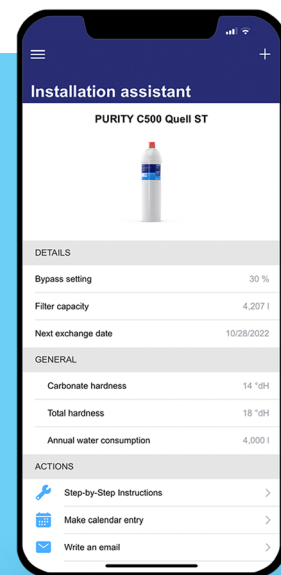 Installation assistant
PURITY C500 Quell ST
DETAILS
Bypass setting 30 %
Filter capacity 4,207 l
Next exchange date 10/28/2022
GENERAL
Carbonate hardness 14 °dH
Total hardness 18 °dH
Annual water consumption 4,000 l
ACTIONS
Step-by-Step Instructions
Make calendar entry
Write an email